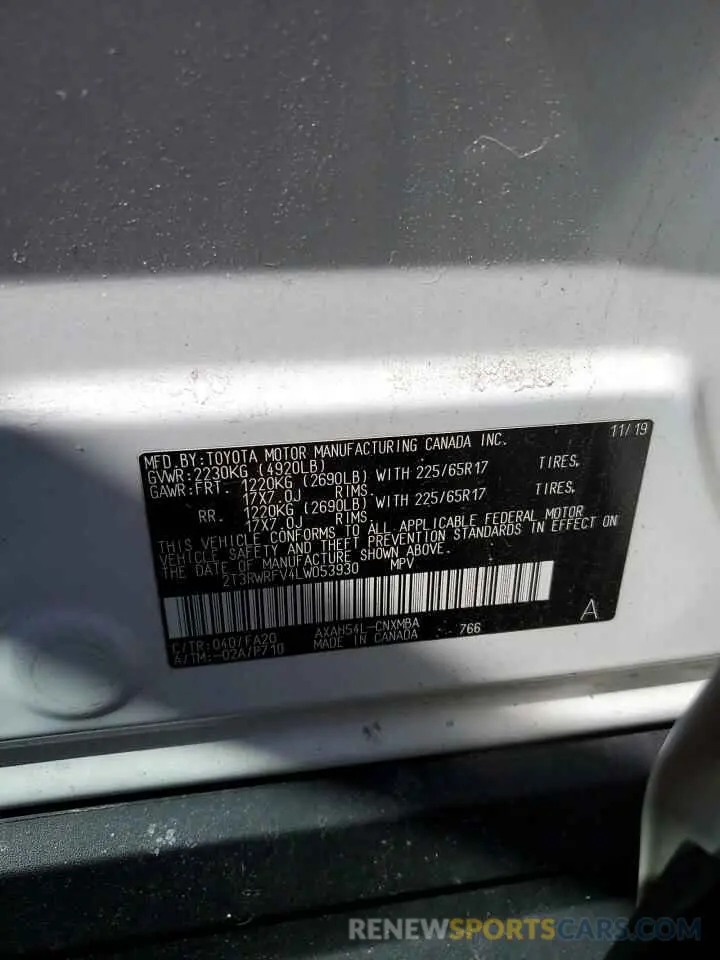 MFD.BY:TOYOTA MOTOR MANUFACTURING CANADA INC. 11/19
GVWR:2230KG (4920LB)
GAWR:FRT. 1220KG (2690LB) WITH 225/65R17 TIRES,
17X7.0J RIMS.
RR. 1220KG (2690LB) WITH 225/65R17 TIRES,
17X7.0J RIMS.
THIS VEHICLE CONFORMS TO ALL APPLICABLE FEDERAL MOTOR
VEHICLE SAFETY AND THEFT PREVENTION STANDARDS IN EFFECT ON
THE DATE OF MANUFACTURE SHOWN ABOVE.
2T3RWRFV4LW053930 MPV
C/TR:040/FA20 AXAH54L-CNXMBA 766 A
A/TM:-02A/P710 MADE IN CANADA
RENEWSPORTSCARS.COM